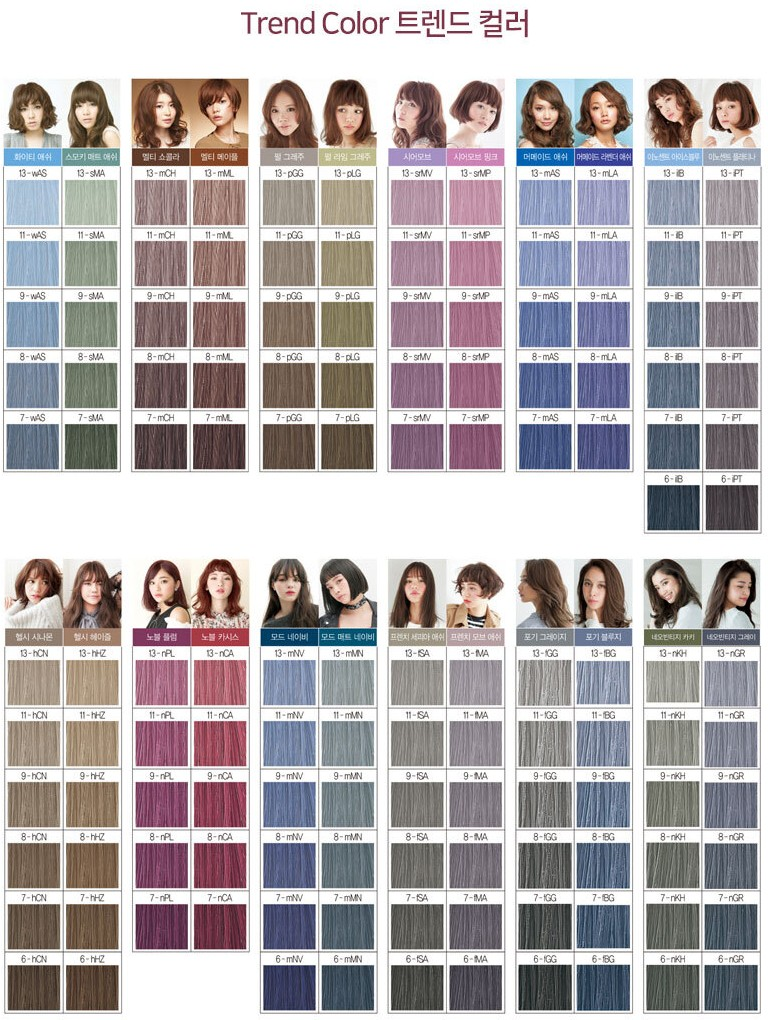 Trend Color 트렌드 컬러
화이티 애쉬 스모키 매트 애쉬 멜티 쇼콜라 멜티 메이플 펄 그레주 펄 라임 그레주 시어모브 시어모브 핑크 머메이드 애쉬 머메이드 라벤더 애쉬 이노센트 아이스블루 이노센트 플래티나
13-wAS 13-sMA 13-mCH 13-mML 13-pGG 13-pLG 13-srMV 13-srMP 13-mAS 13-mLA 13-iIB 13-iPT
11-wAS 11-sMA 11-mCH 11-mML 11-pGG 11-pLG 11-srMV 11-srMP 11-mAS 11-mLA 11-iIB 11-iPT
9-wAS 9-sMA 9-mCH 9-mML 9-pGG 9-pLG 9-srMV 9-srMP 9-mAS 9-mLA 9-iIB 9-iPT
8-wAS 8-sMA 8-mCH 8-mML 8-pGG 8-pLG 8-srMV 8-srMP 8-mAS 8-mLA 8-iIB 8-iPT
7-wAS 7-sMA 7-mCH 7-mML 7-pGG 7-pLG 7-srMV 7-srMP 7-mAS 7-mLA 7-iIB 7-iPT
6-iIB 6-iPT
헬시 시나몬 헬시 헤이즐 노블 플럼 노블 카시스 모드 네이비 모드 매트 네이비 프렌치 세피아 애쉬 프렌치 모브 애쉬 포기 그레이지 포기 블루지 네오빈티지 카키 네오빈티지 그레이
13-hCN 13-hHZ 13-nPL 13-nCA 13-mNV 13-mMN 13-fSA 13-fMA 13-fGG 13-fBG 13-nKH 13-nGR
11-hCN 11-hHZ 11-nPL 11-nCA 11-mNV 11-mMN 11-fSA 11-fMA 11-fGG 11-fBG 11-nKH 11-nGR
9-hCN 9-hHZ 9-nPL 9-nCA 9-mNV 9-mMN 9-fSA 9-fMA 9-fGG 9-fBG 9-nKH 9-nGR
8-hCN 8-hHZ 8-nPL 8-nCA 8-mNV 8-mMN 8-fSA 8-fMA 8-fGG 8-fBG 8-nKH 8-nGR
7-hCN 7-hHZ 7-nPL 7-nCA 7-mNV 7-mMN 7-fSA 7-fMA 7-fGG 7-fBG 7-nKH 7-nGR
6-hCN 6-hHZ 6-mNV 6-mMN 6-fSA 6-fMA 6-fGG 6-fBG 6-nKH 6-nGR